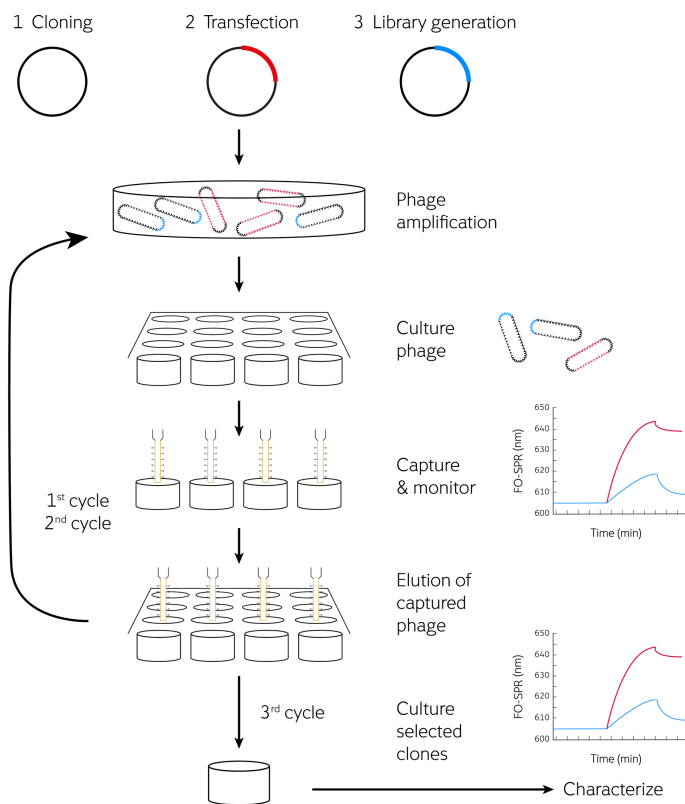 1 Cloning
2 Transfection
3 Library generation
Phage
amplification
Culture
phage
650
640
630
620
610
600
FO-SPR (nm)
Time (min)
Capture
& monitor
1st cycle
2nd cycle
Elution of
captured
phage
650
640
630
620
610
600
FO-SPR (nm)
Time (min)
3rd cycle
Culture
selected
clones
Characterize